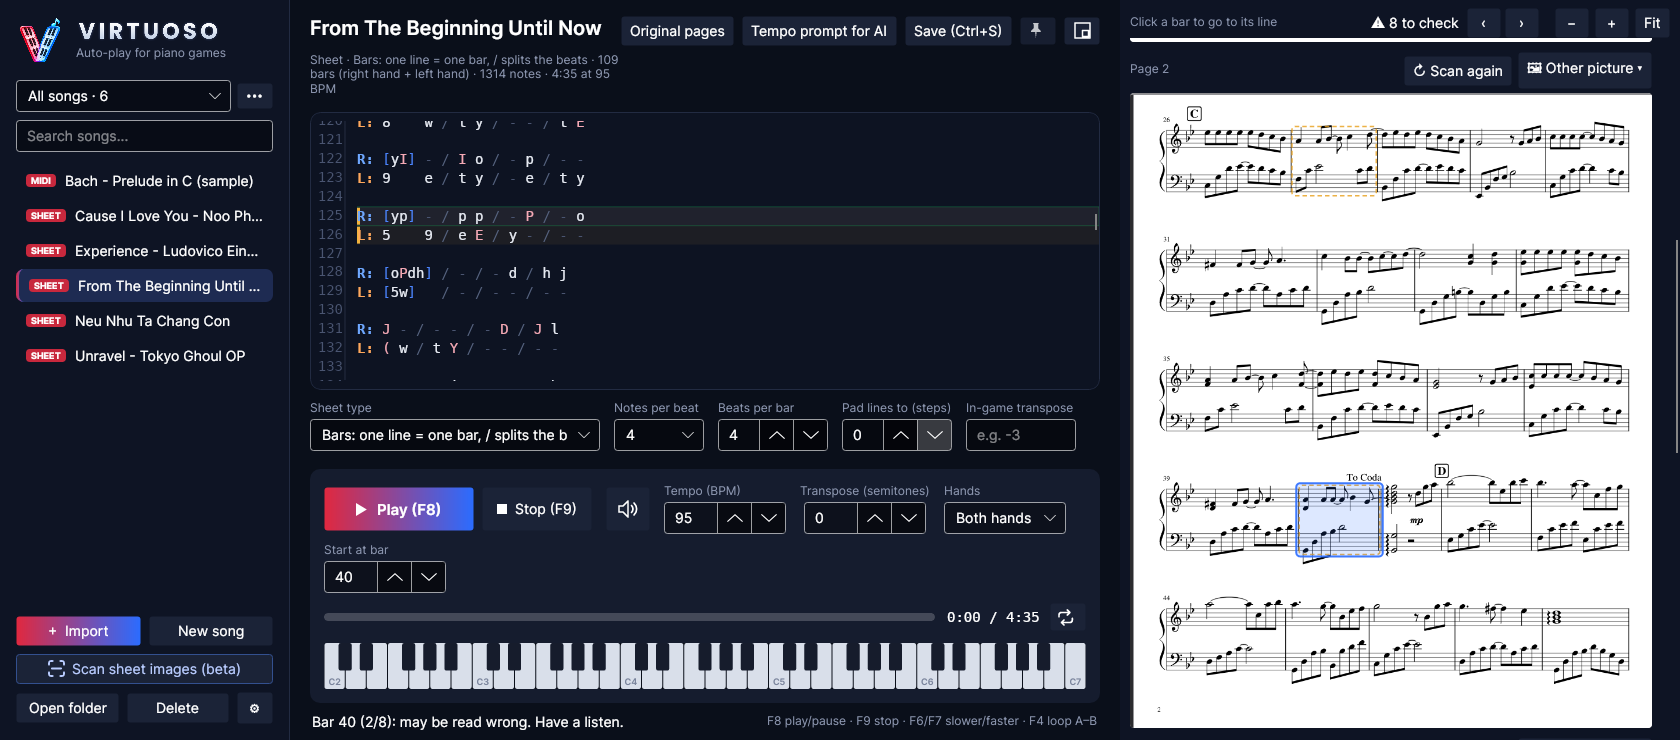 VIRTUOSO
Auto-play for piano games
All songs · 6
Search songs...
MIDI Bach - Prelude in C (sample)
SHEET Cause I Love You - Noo Ph...
SHEET Experience - Ludovico Ein...
SHEET From The Beginning Until ...
SHEET Neu Nhu Ta Chang Con
SHEET Unravel - Tokyo Ghoul OP
+ Import
New song
Scan sheet images (beta)
Open folder
Delete
From The Beginning Until Now
Original pages
Tempo prompt for AI
Save (Ctrl+S)
Sheet · Bars: one line = one bar, / splits the beats · 109
bars (right hand + left hand) · 1314 notes · 4:35 at 95
BPM
120 L: 8 w / t y / - - / t E
121
122 R: [yI] - / I o / - p / - -
123 L: 9 e / t y / - e / t y
124
125 R: [yp] - / p p / - P / - o
126 L: 5 9 / e E / y - / - -
127
128 R: [oPdh] / - / - d / h j
129 L: [5w] / - / - - / - -
130
131 R: J - / - - / - D / J l
132 L: ( w / t Y / - - / - -
133
Sheet type
Bars: one line = one bar, / splits the b
Notes per beat
4
Beats per bar
4
Pad lines to (steps)
0
In-game transpose
e.g. -3
Play (F8)
Stop (F9)
Tempo (BPM)
95
Transpose (semitones)
0
Hands
Both hands
Start at bar
40
0:00 / 4:35
C2 C3 C4 C5 C6 C7
Bar 40 (2/8): may be read wrong. Have a listen.
F8 play/pause · F9 stop · F6/F7 slower/faster · F4 loop A–B
Click a bar to go to its line
8 to check
‹
›
−
+
Fit
Page 2
Scan again
Other picture
C
26
31
35
39
To Coda
D
mp
44
2